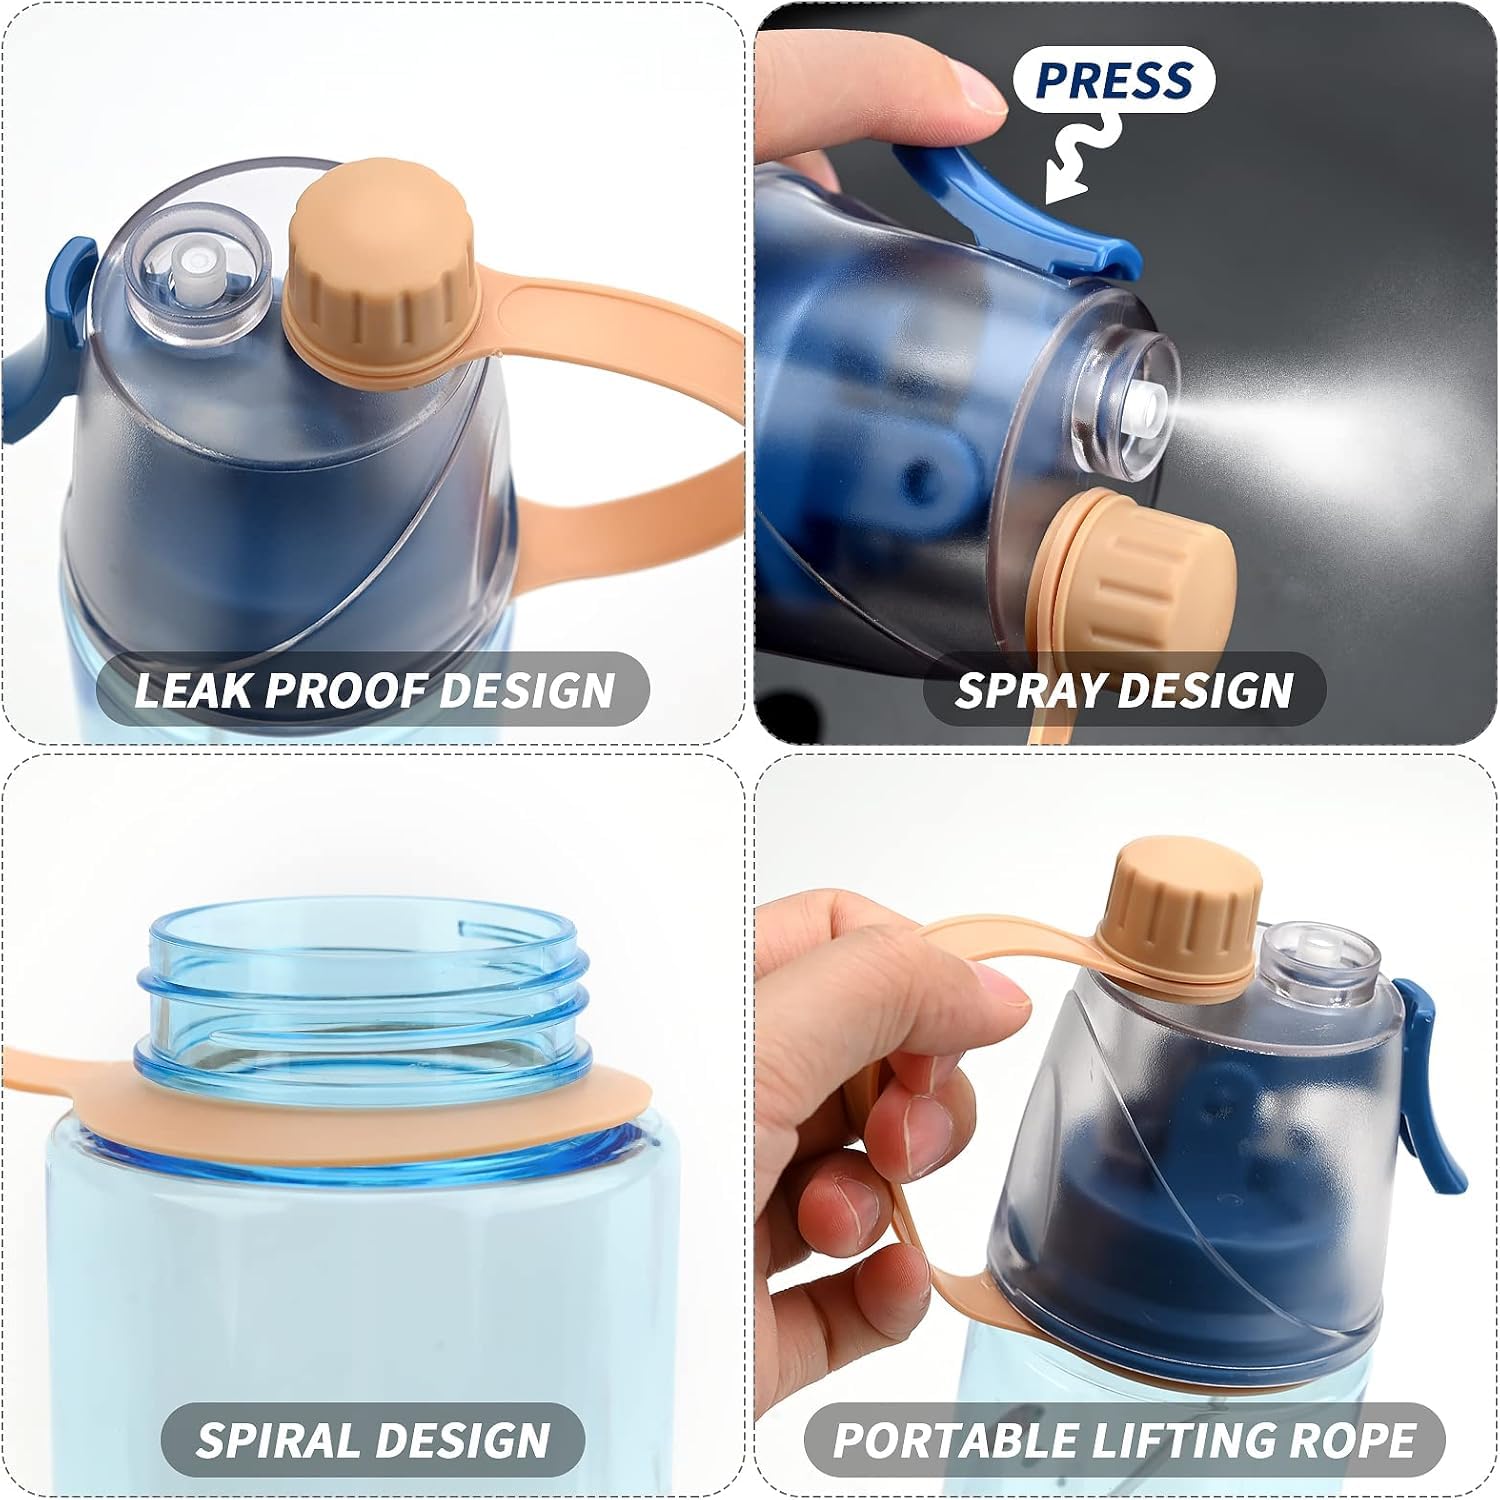 LEAK PROOF DESIGN
PRESS
SPRAY DESIGN
SPIRAL DESIGN
PORTABLE LIFTING ROPE